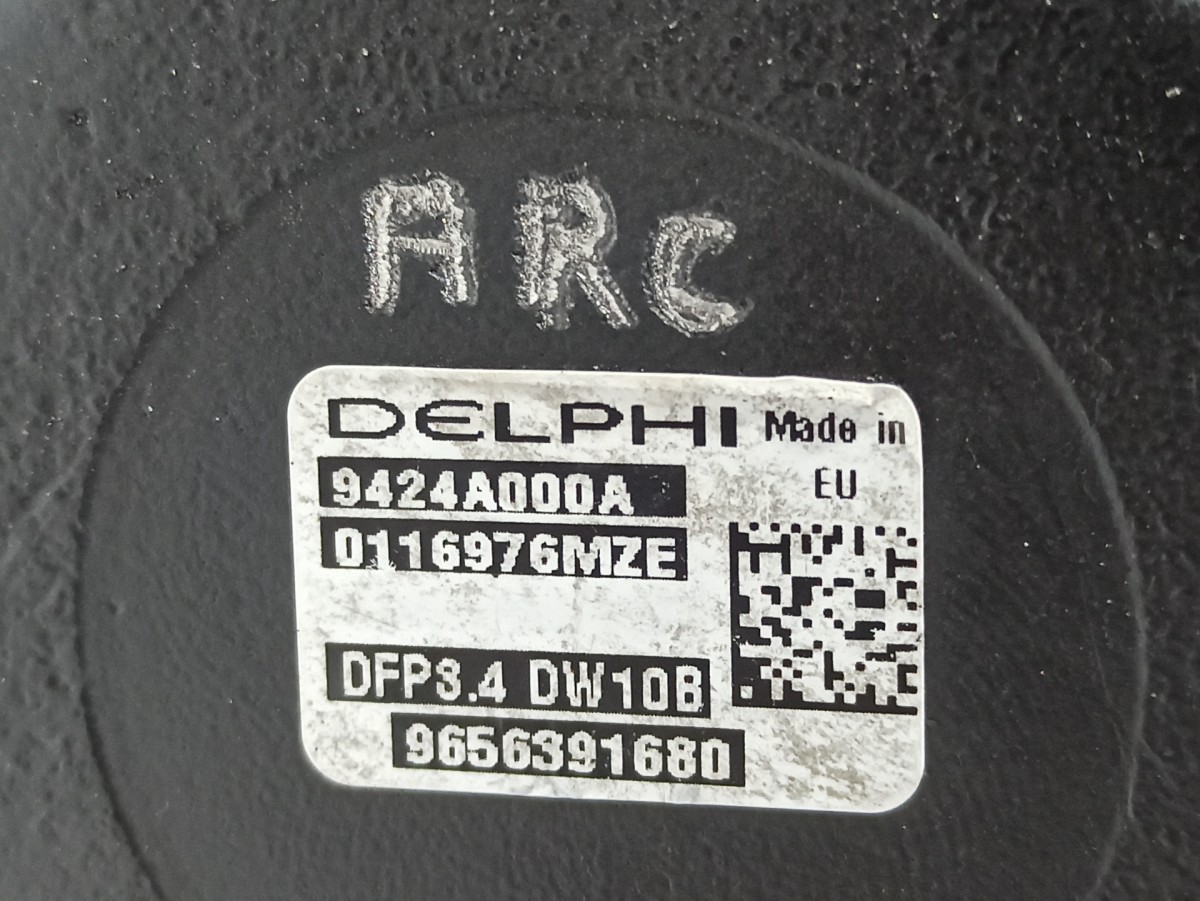 ARC
DELPHI Made in
EU
9424A000A
0116976MZE
DFP3.4 DW10B
9656391680